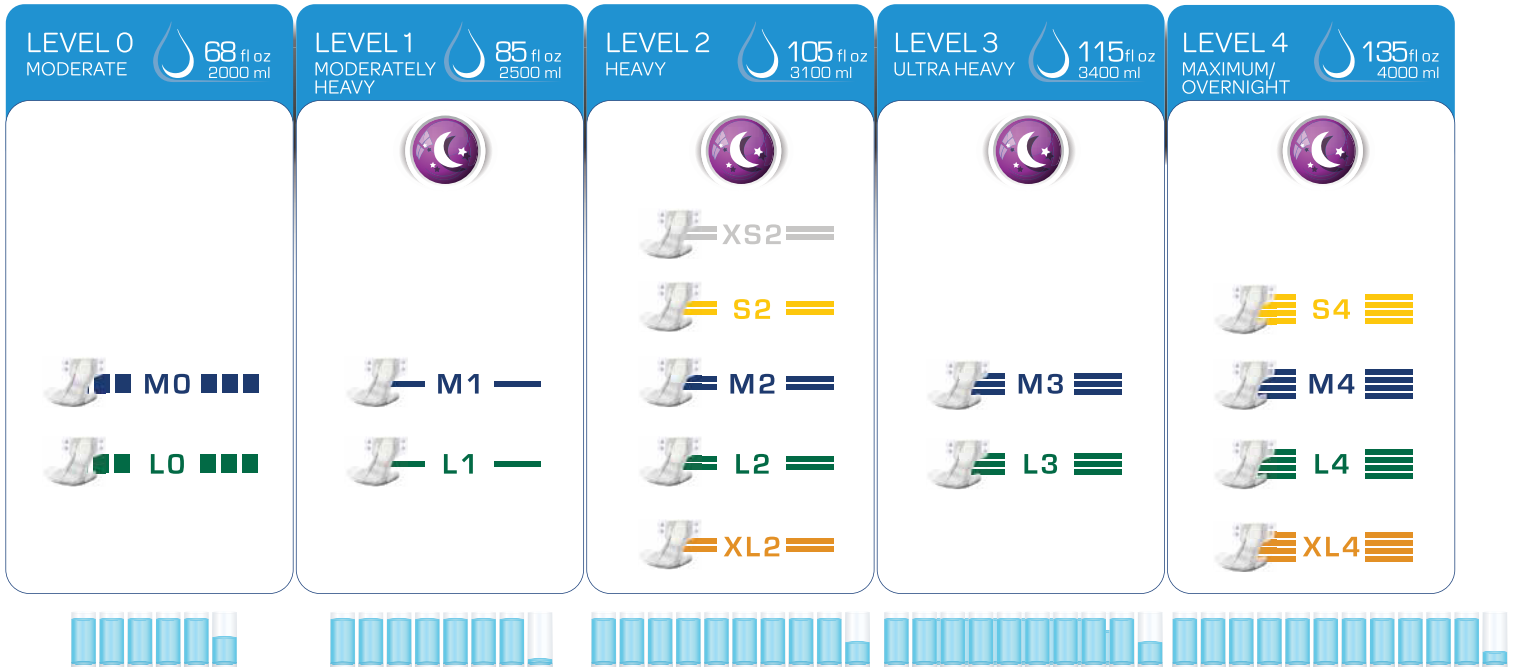 LEVEL 0
MODERATE
68 fl oz
2000 ml
LEVEL 1
MODERATELY
HEAVY
85 fl oz
2500 ml
LEVEL 2
HEAVY
105 fl oz
3100 ml
LEVEL 3
ULTRA HEAVY
115 fl oz
3400 ml
LEVEL 4
MAXIMUM/
OVERNIGHT
135 fl oz
4000 ml
M0
L0
M1
L1
XS2
S2
M2
L2
XL2
M3
L3
S4
M4
L4
XL4